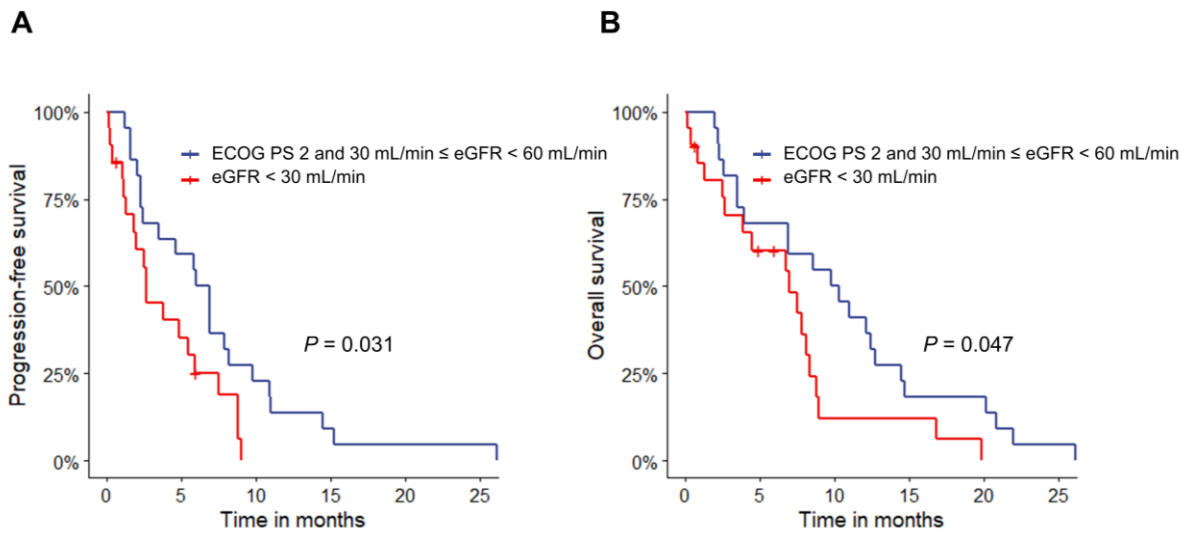 A
100%
75%
50%
25%
0%
Progression-free survival
ECOG PS 2 and 30 mL/min ≤ eGFR < 60 mL/min
eGFR < 30 mL/min
P = 0.031
0 5 10 15 20 25
Time in months
B
100%
75%
50%
25%
0%
Overall survival
ECOG PS 2 and 30 mL/min ≤ eGFR < 60 mL/min
eGFR < 30 mL/min
P = 0.047
0 5 10 15 20 25
Time in months